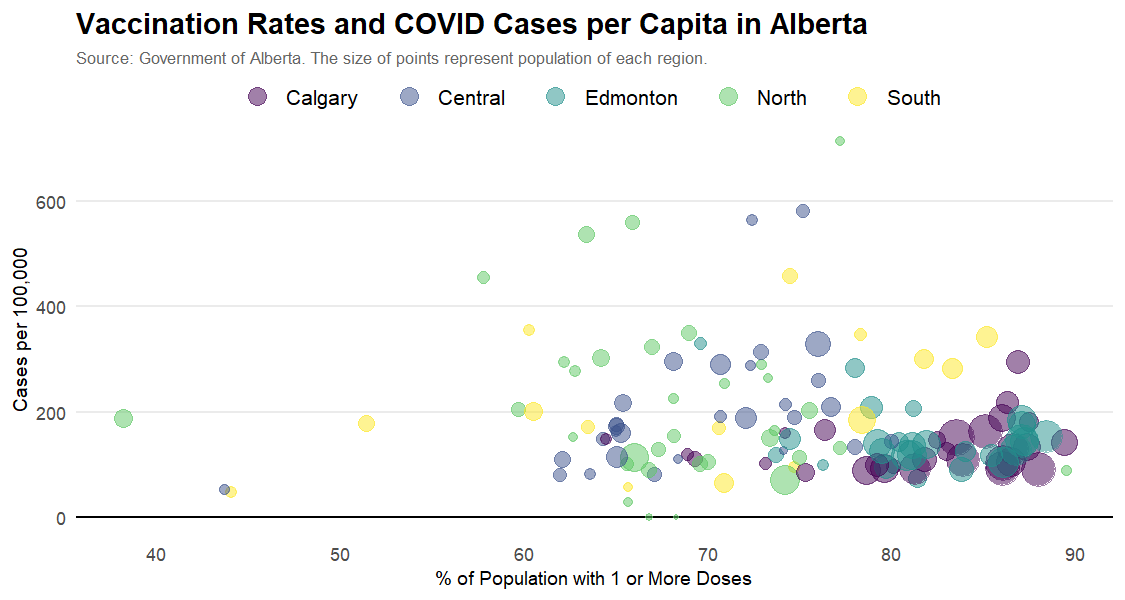 Vaccination Rates and COVID Cases per Capita in Alberta
Source: Government of Alberta. The size of points represent population of each region.
Calgary Central Edmonton North South
Cases per 100,000
600
400
200
0
40 50 60 70 80 90
% of Population with 1 or More Doses